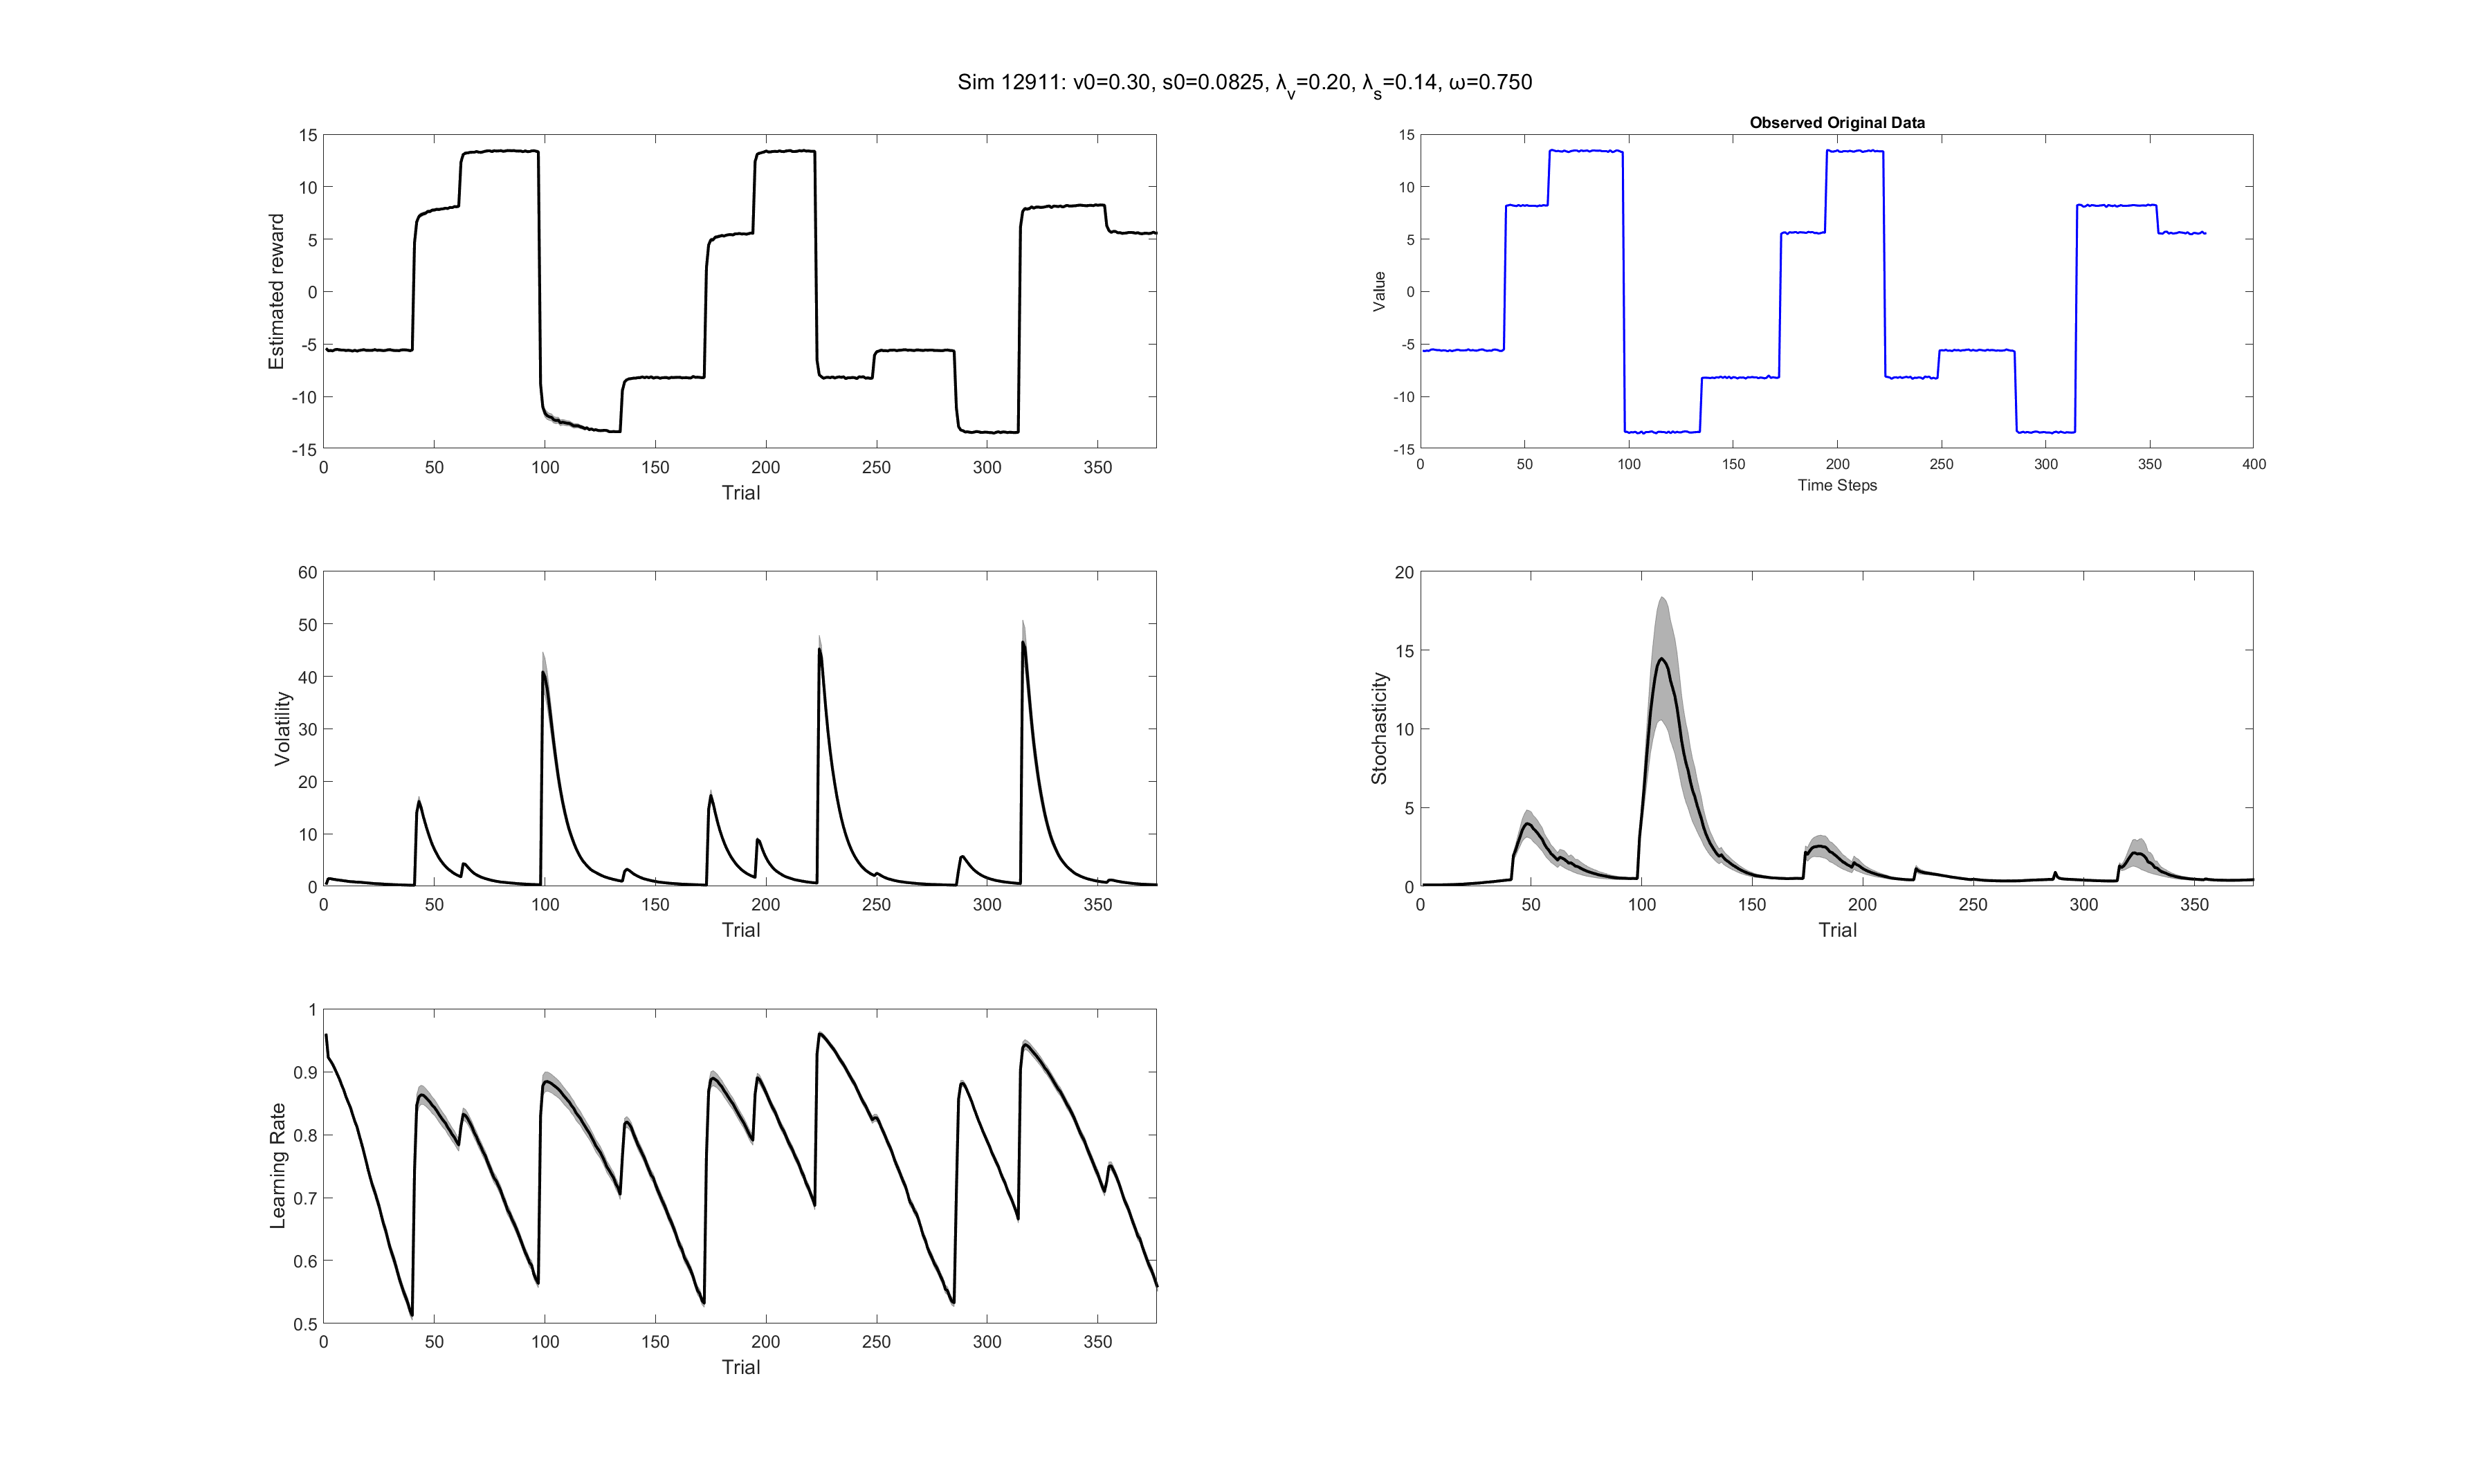 Sim 12911: v0=0.30, s0=0.0825, λv=0.20, λs=0.14, ω=0.750
15
10
5
0
-5
-10
-15
Estimated reward
0 50 100 150 200 250 300 350
Trial
Observed Original Data
15
10
5
0
-5
-10
-15
Value
0 50 100 150 200 250 300 350 400
Time Steps
60
50
40
30
20
10
0
Volatility
0 50 100 150 200 250 300 350
Trial
20
15
10
5
0
Stochasticity
0 50 100 150 200 250 300 350
Trial
1
0.9
0.8
0.7
0.6
0.5
Learning Rate
0 50 100 150 200 250 300 350
Trial